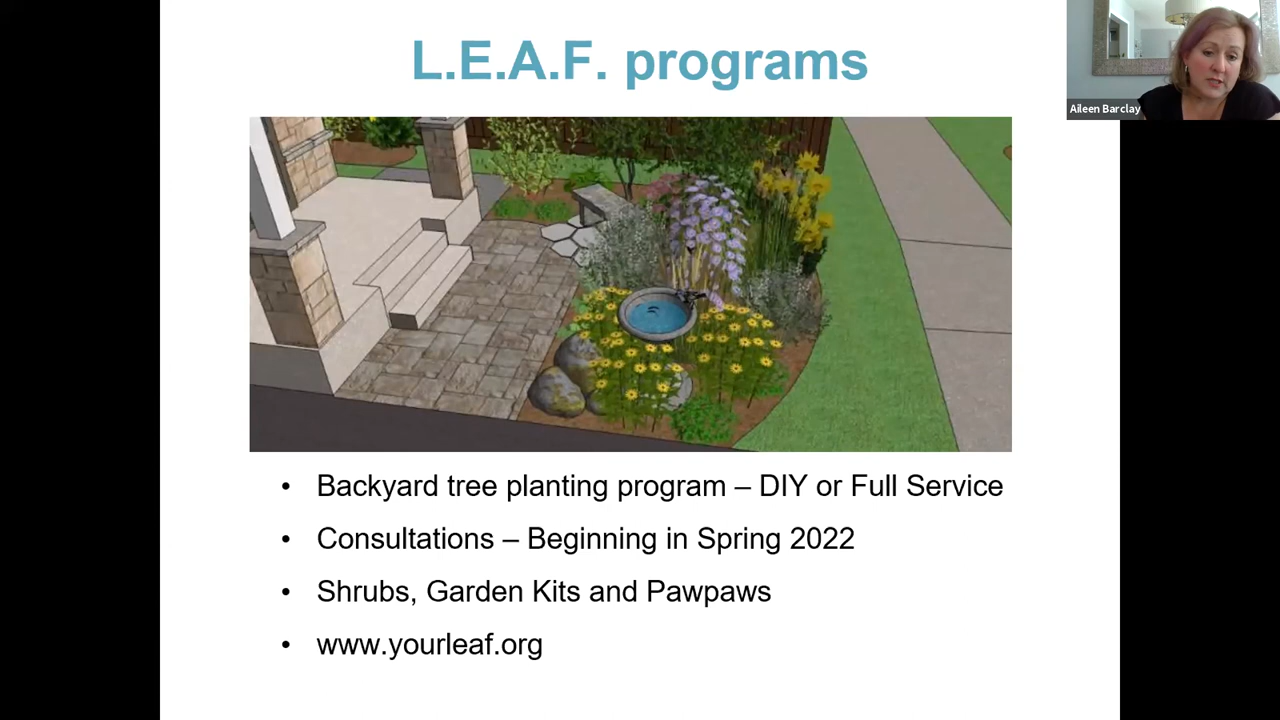 L.E.A.F. programs
Aileen Barclay
• Backyard tree planting program – DIY or Full Service
• Consultations – Beginning in Spring 2022
• Shrubs, Garden Kits and Pawpaws
• www.yourleaf.org